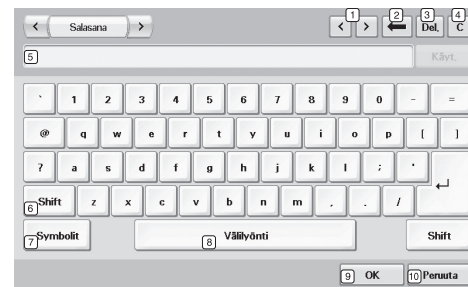 < Salasana > 1 < > 2 ← 3 Del. 4 C
5 Käyt.
` 1 2 3 4 5 6 7 8 9 0 - =
@ q w e r t y u i o p [ ]
? a s d f g h j k l ; '
6 Shift z x c v b n m , . / ↵
7 Symbolit 8 Välilyönti Shift
9 OK 10 Peruuta